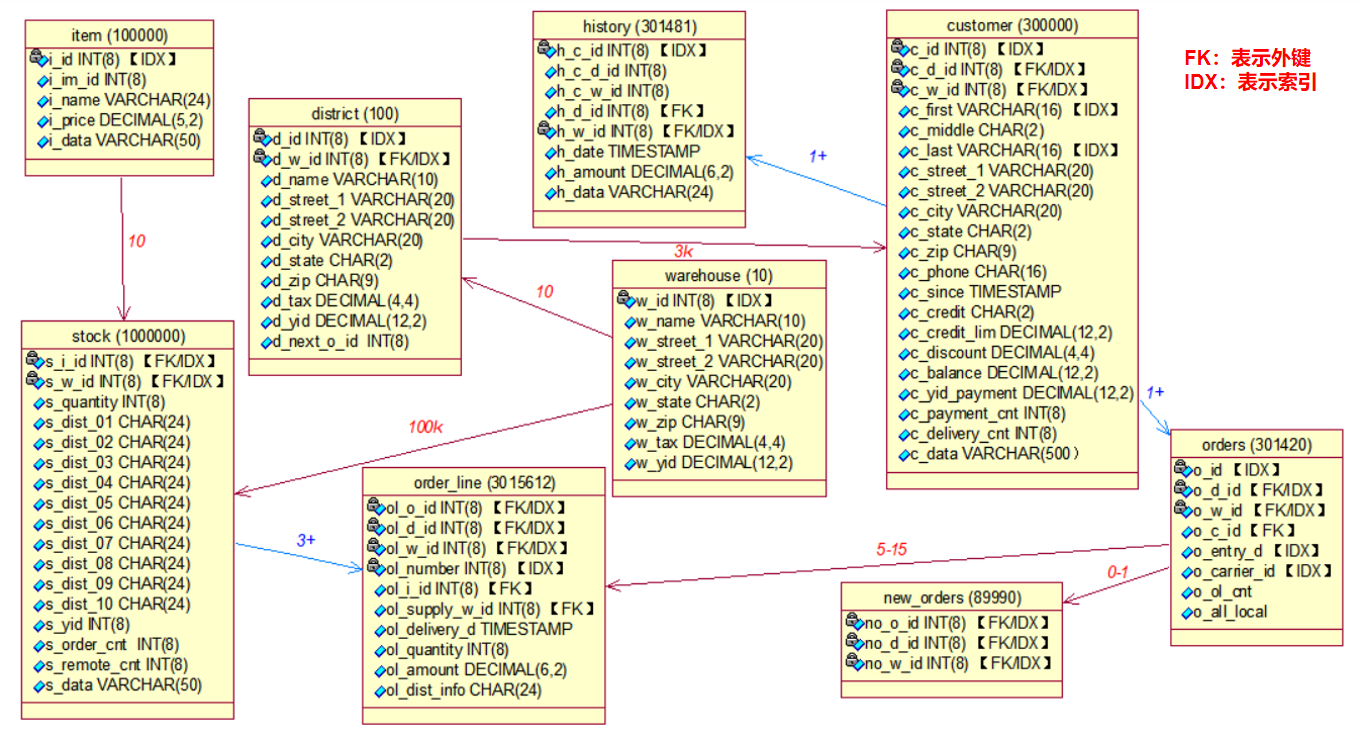 item (100000)
i_id INT(8) 【IDX】
i_im_id INT(8)
i_name VARCHAR(24)
i_price DECIMAL(5,2)
i_data VARCHAR(50)
10
district (100)
d_id INT(8) 【IDX】
d_w_id INT(8) 【FK/IDX】
d_name VARCHAR(10)
d_street_1 VARCHAR(20)
d_street_2 VARCHAR(20)
d_city VARCHAR(20)
d_state CHAR(2)
d_zip CHAR(9)
d_tax DECIMAL(4,4)
d_yid DECIMAL(12,2)
d_next_o_id INT(8)
history (301481)
h_c_id INT(8) 【IDX】
h_c_d_id INT(8)
h_c_w_id INT(8)
h_d_id INT(8) 【FK】
h_w_id INT(8) 【FK/IDX】
h_date TIMESTAMP
h_amount DECIMAL(6,2)
h_data VARCHAR(24)
1+
customer (300000)
c_id INT(8) 【IDX】
c_d_id INT(8) 【FK/IDX】
c_w_id INT(8) 【FK/IDX】
c_first VARCHAR(16) 【IDX】
c_middle CHAR(2)
c_last VARCHAR(16) 【IDX】
c_street_1 VARCHAR(20)
c_street_2 VARCHAR(20)
c_city VARCHAR(20)
c_state CHAR(2)
c_zip CHAR(9)
c_phone CHAR(16)
c_since TIMESTAMP
c_credit CHAR(2)
c_credit_lim DECIMAL(12,2)
c_discount DECIMAL(4,4)
c_balance DECIMAL(12,2)
c_yid_payment DECIMAL(12,2)
c_payment_cnt INT(8)
c_delivery_cnt INT(8)
c_data VARCHAR(500）
FK：表示外键
IDX：表示索引
3k
10
warehouse (10)
w_id INT(8) 【IDX】
w_name VARCHAR(10)
w_street_1 VARCHAR(20)
w_street_2 VARCHAR(20)
w_city VARCHAR(20)
w_state CHAR(2)
w_zip CHAR(9)
w_tax DECIMAL(4,4)
w_yid DECIMAL(12,2)
100k
1+
stock (1000000)
s_i_id INT(8) 【FK/IDX】
s_w_id INT(8) 【FK/IDX】
s_quantity INT(8)
s_dist_01 CHAR(24)
s_dist_02 CHAR(24)
s_dist_03 CHAR(24)
s_dist_04 CHAR(24)
s_dist_05 CHAR(24)
s_dist_06 CHAR(24)
s_dist_07 CHAR(24)
s_dist_08 CHAR(24)
s_dist_09 CHAR(24)
s_dist_10 CHAR(24)
s_yid INT(8)
s_order_cnt INT(8)
s_remote_cnt INT(8)
s_data VARCHAR(50)
3+
order_line (3015612)
ol_o_id INT(8) 【FK/IDX】
ol_d_id INT(8) 【FK/IDX】
ol_w_id INT(8) 【FK/IDX】
ol_number INT(8) 【IDX】
ol_i_id INT(8) 【FK】
ol_supply_w_id INT(8) 【FK】
ol_delivery_d TIMESTAMP
ol_quantity INT(8)
ol_amount DECIMAL(6,2)
ol_dist_info CHAR(24)
5-15
0-1
new_orders (89990)
no_o_id INT(8) 【FK/IDX】
no_d_id INT(8) 【FK/IDX】
no_w_id INT(8) 【FK/IDX】
orders (301420)
o_id 【IDX】
o_d_id 【FK/IDX】
o_w_id 【FK/IDX】
o_c_id 【FK】
o_entry_d 【IDX】
o_carrier_id 【IDX】
o_ol_cnt
o_all_local